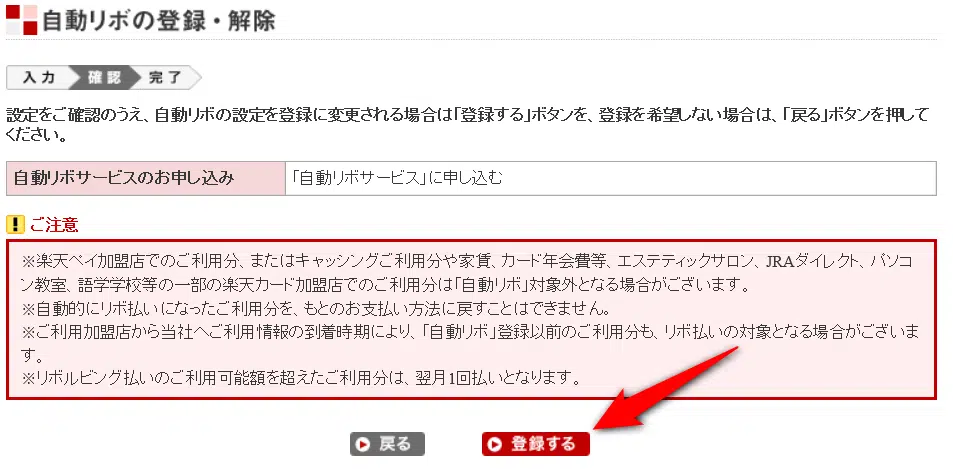 自動リボの登録・解除
入力 確認 完了
設定をご確認のうえ、自動リボの設定を登録に変更される場合は「登録する」ボタンを、登録を希望しない場合は、「戻る」ボタンを押して
ください。
自動リボサービスのお申し込み 「自動リボサービス」に申し込む
! ご注意
※楽天ペイ加盟店でのご利用分、またはキャッシングご利用分や家賃、カード年会費等、エステティックサロン、JRAダイレクト、パソコ
ン教室、語学学校等の一部の楽天カード加盟店でのご利用分は「自動リボ」対象外となる場合がございます。
※自動的にリボ払いになったご利用分を、もとのお支払い方法に戻すことはできません。
※ご利用加盟店から当社へご利用情報の到着時期により、「自動リボ」登録以前のご利用分も、リボ払いの対象となる場合がございま
す。
※リボルビング払いのご利用可能額を超えたご利用分は、翌月1回払いとなります。
戻る 登録する